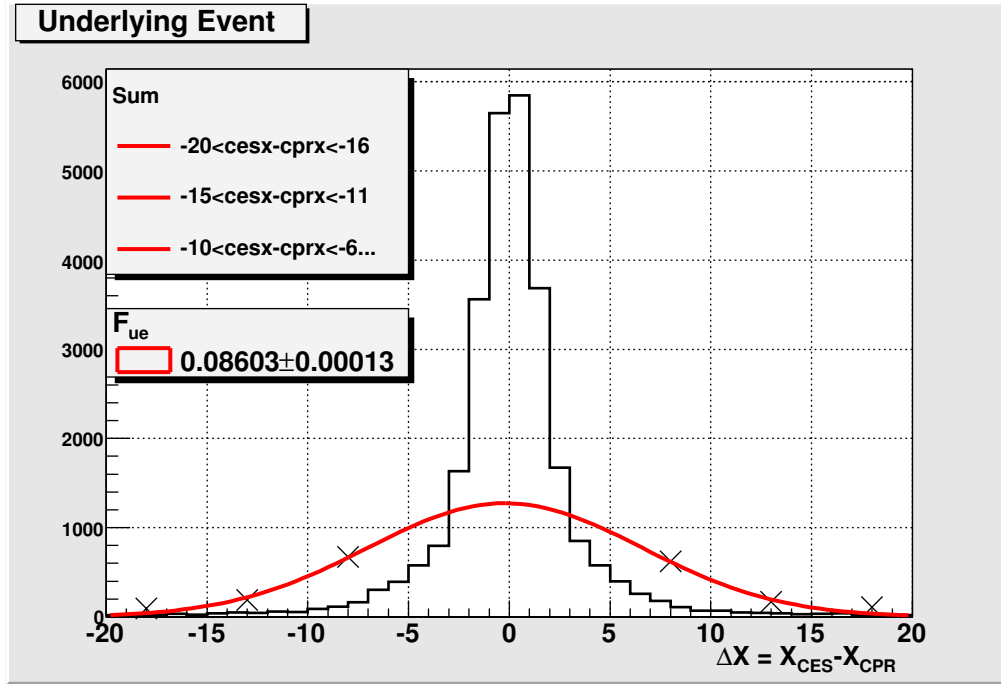 Underlying Event
Sum
-20<cesx-cprx<-16
-15<cesx-cprx<-11
-10<cesx-cprx<-6...
F_ue
0.08603±0.00013
6000
5000
4000
3000
2000
1000
0
-20 -15 -10 -5 0 5 10 15 20
ΔX = X_CES-X_CPR